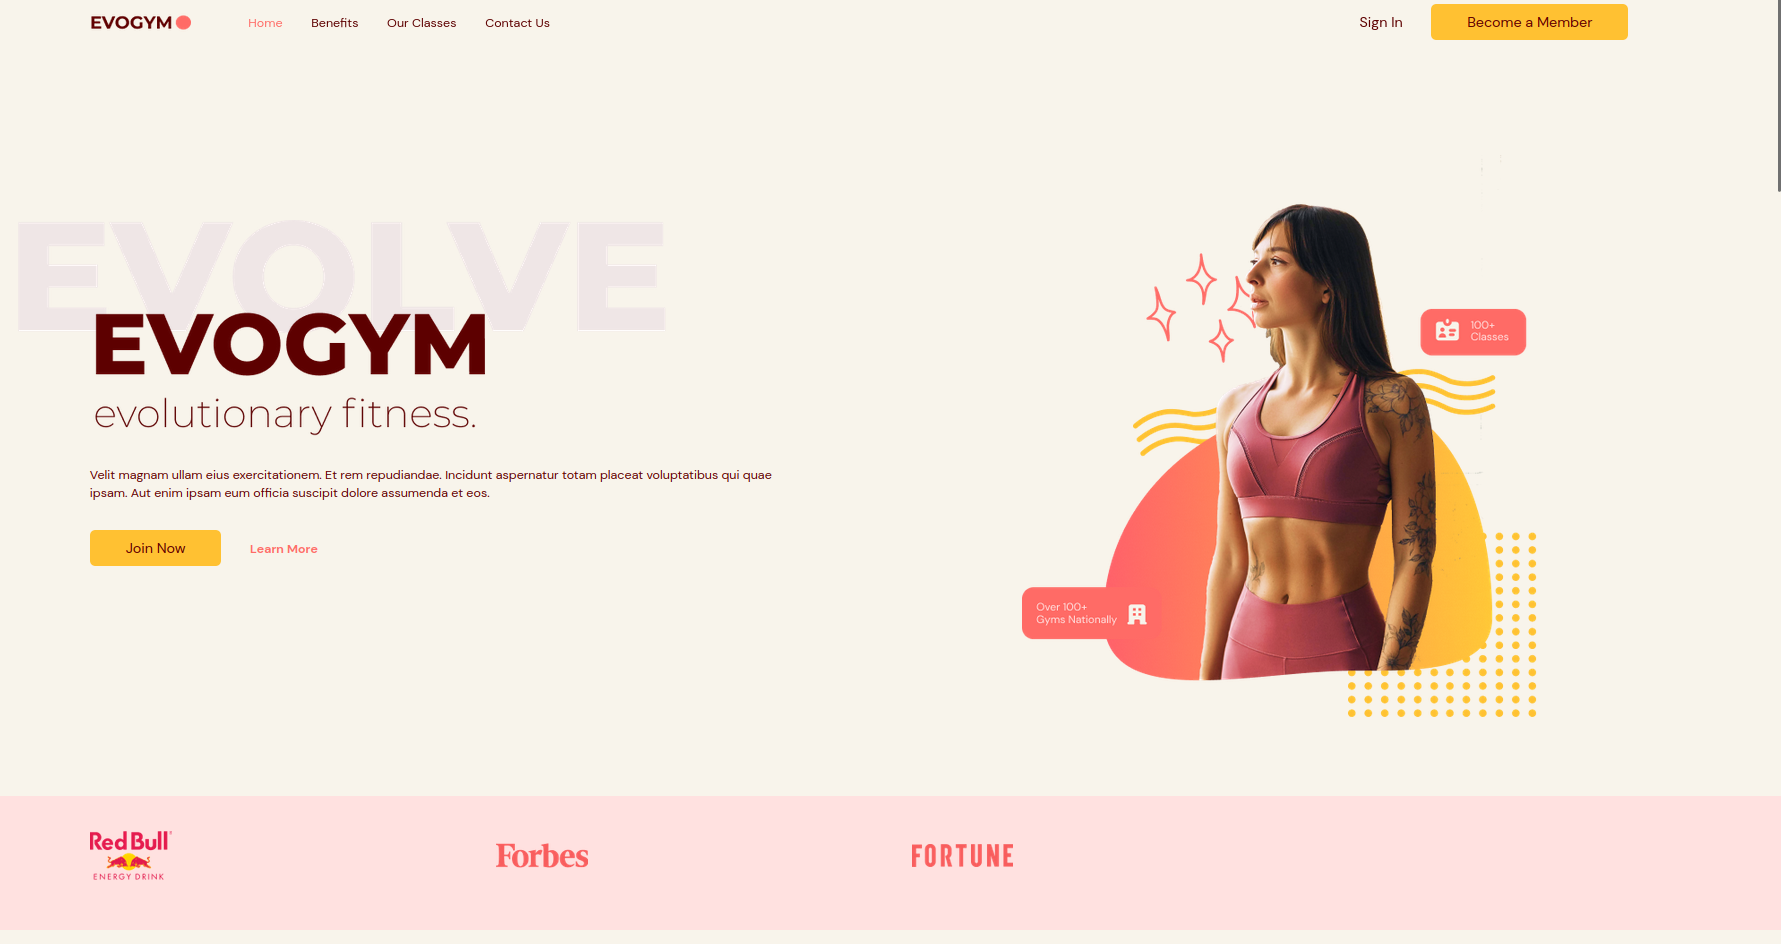 EVOGYM
Home
Benefits
Our Classes
Contact Us
Sign In
Become a Member
EVOLVE
EVOGYM
evolutionary fitness.
Velit magnam ullam eius exercitationem. Et rem repudiandae. Incidunt aspernatur totam placeat voluptatibus qui quae
ipsam. Aut enim ipsam eum officia suscipit dolore assumenda et eos.
Join Now
Learn More
100+
Classes
Over 100+
Gyms Nationally
Red Bull
ENERGY DRINK
Forbes
FORTUNE